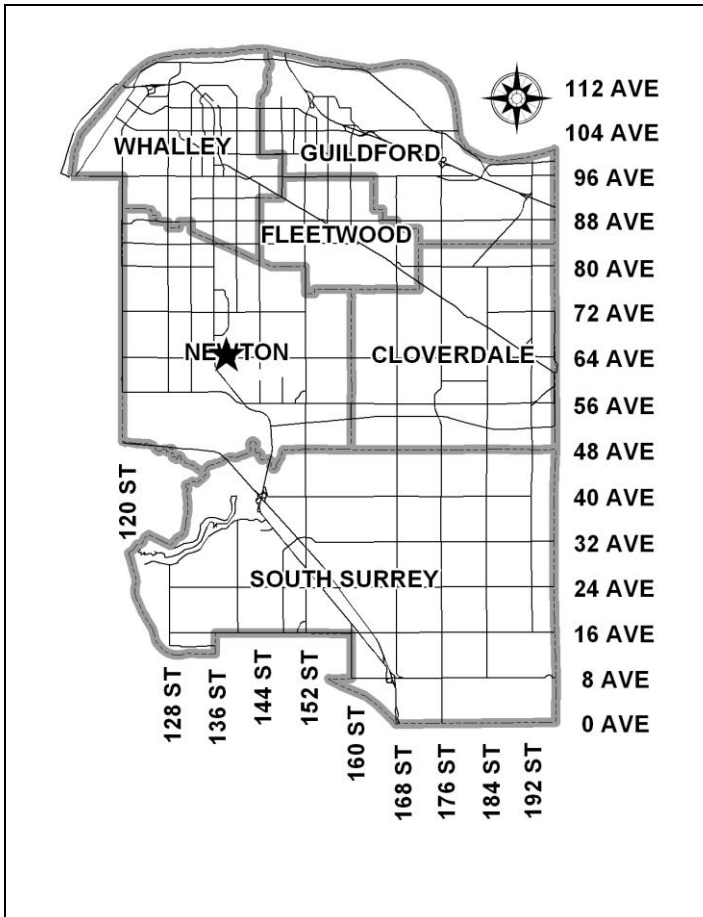 112 AVE
104 AVE
WHALLEY
GUILDFORD
96 AVE
88 AVE
FLEETWOOD
80 AVE
72 AVE
NEWTON
CLOVERDALE
64 AVE
56 AVE
48 AVE
120 ST
40 AVE
32 AVE
SOUTH SURREY
24 AVE
16 AVE
128 ST
136 ST
144 ST
152 ST
160 ST
168 ST
176 ST
184 ST
192 ST
8 AVE
0 AVE